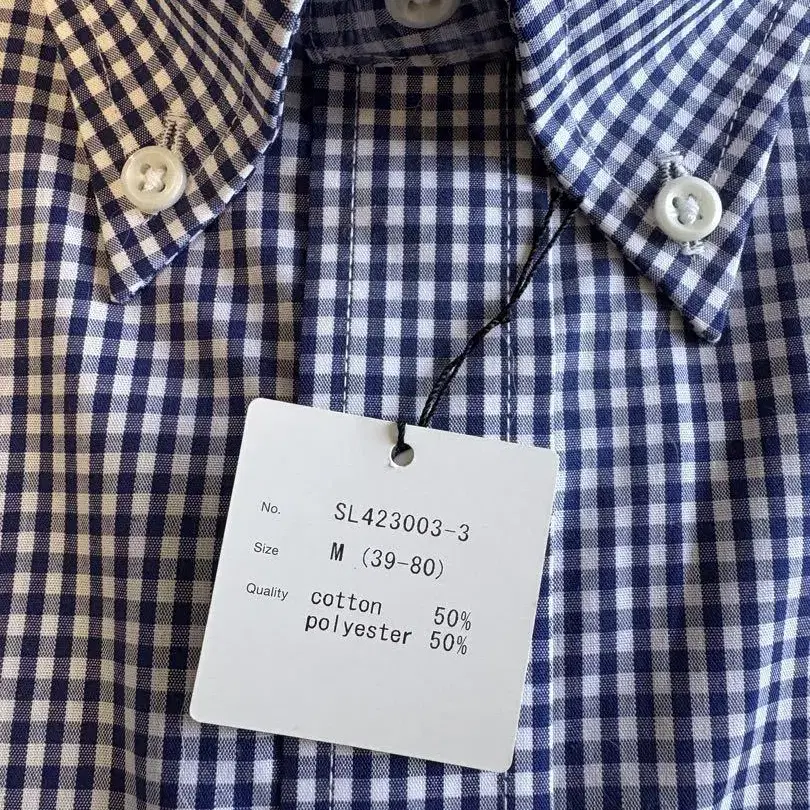 No. SL423003-3
Size M (39-80)
Quality cotton 50%
polyester 50%